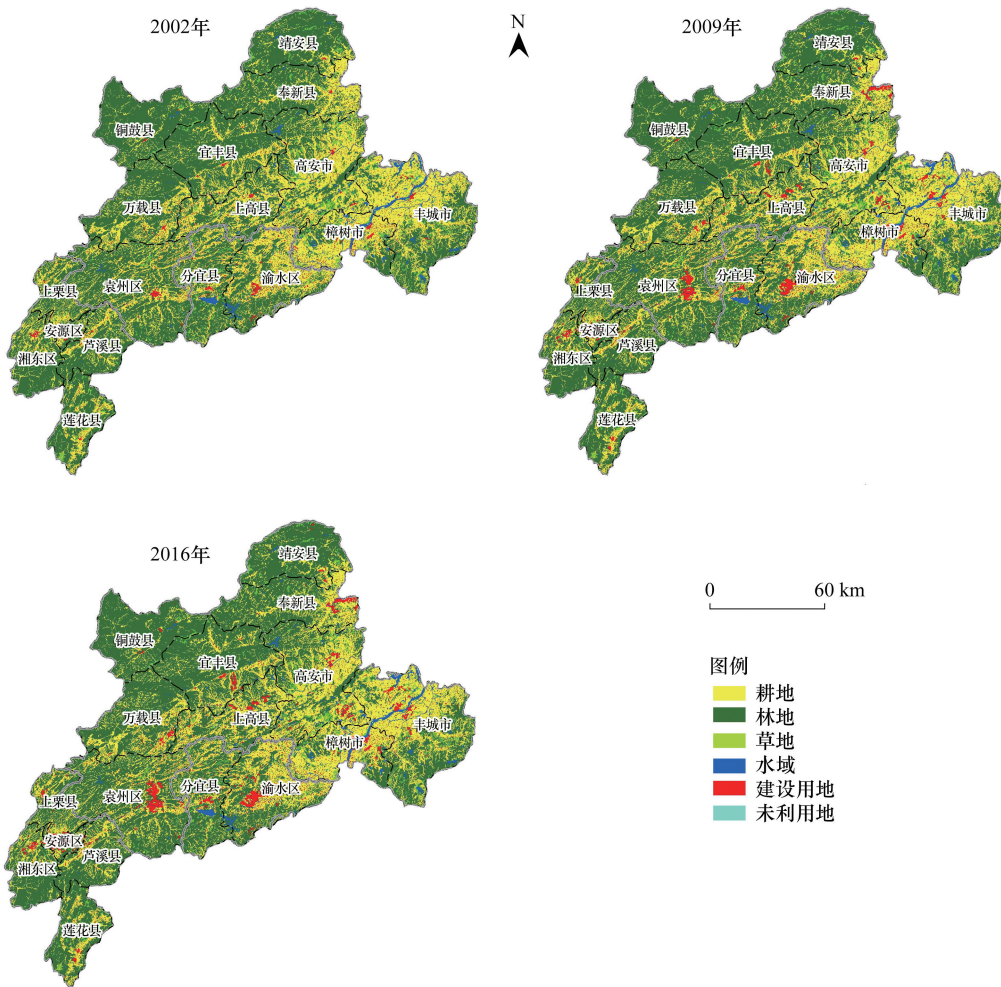 2002年
靖安县
奉新县
铜鼓县
宜丰县
高安市
万载县
上高县
丰城市
樟树市
分宜县
渝水区
袁州区
上栗县
安源区
芦溪县
湘东区
莲花县
N
2009年
靖安县
奉新县
铜鼓县
宜丰县
高安市
万载县
上高县
丰城市
樟树市
分宜县
渝水区
袁州区
上栗县
安源区
芦溪县
湘东区
莲花县
2016年
靖安县
奉新县
铜鼓县
宜丰县
高安市
万载县
上高县
丰城市
樟树市
分宜县
渝水区
袁州区
上栗县
安源区
芦溪县
湘东区
莲花县
0 60 km
图例
耕地
林地
草地
水域
建设用地
未利用地